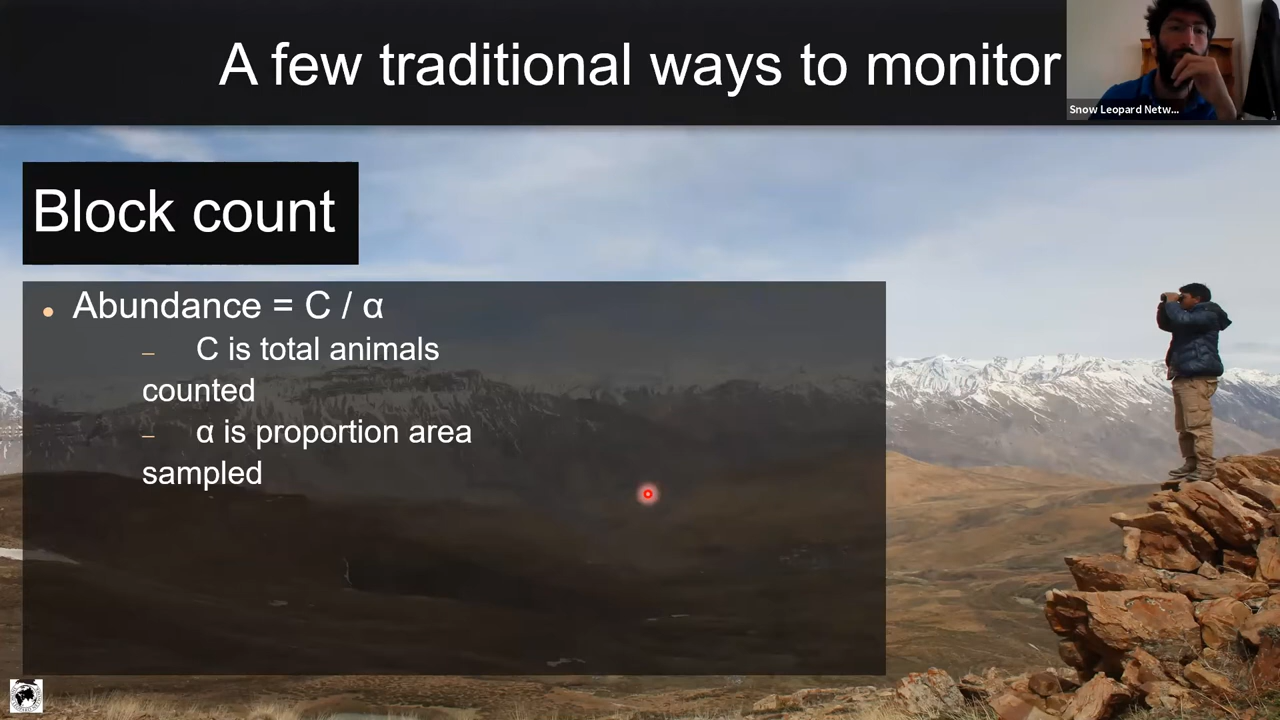 A few traditional ways to monitor
Snow Leopard Netw...
Block count
• Abundance = C / α
– C is total animals
counted
– α is proportion area
sampled